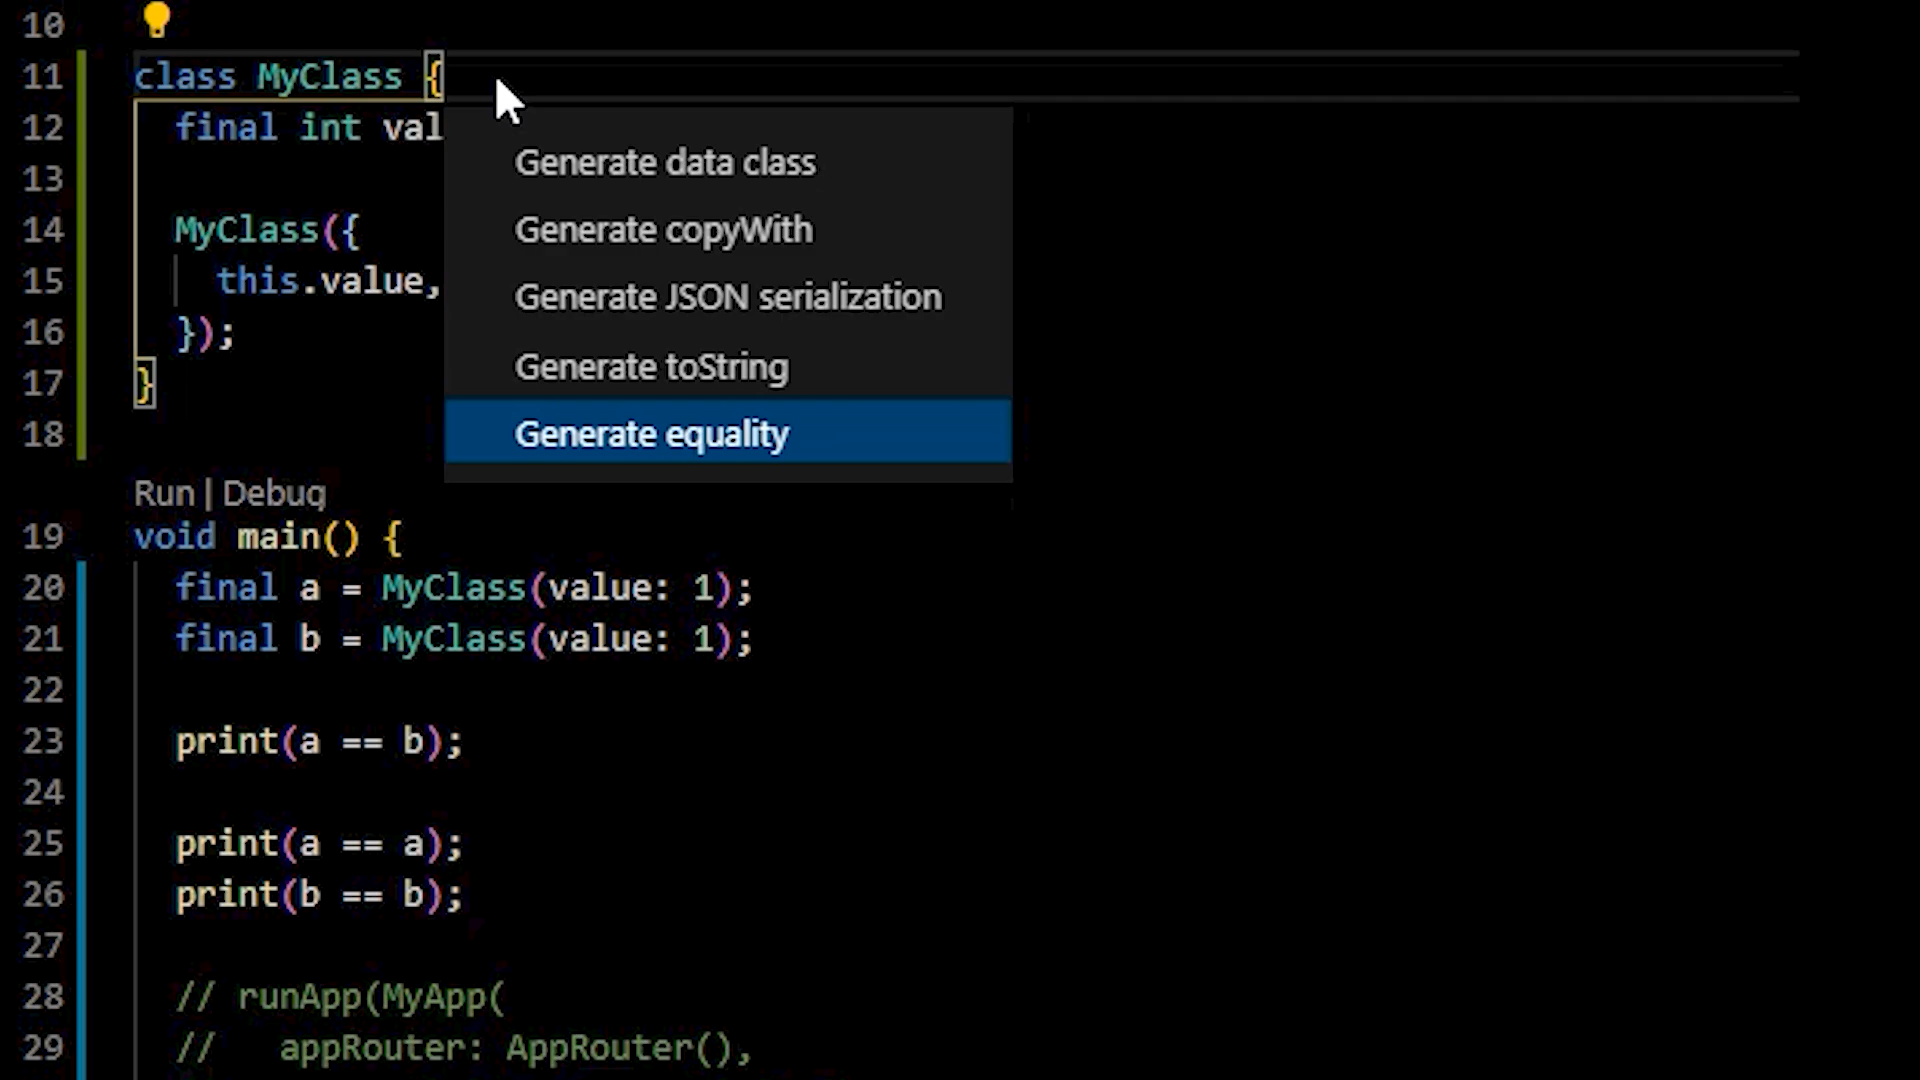 10
11 class MyClass {
12 final int val
Generate data class
13
14 MyClass({
Generate copyWith
15 this.value,
Generate JSON serialization
16 });
Generate toString
17 }
18
Generate equality
Run | Debug
19 void main() {
20 final a = MyClass(value: 1);
21 final b = MyClass(value: 1);
22
23 print(a == b);
24
25 print(a == a);
26 print(b == b);
27
28 // runApp(MyApp(
29 // appRouter: AppRouter(),